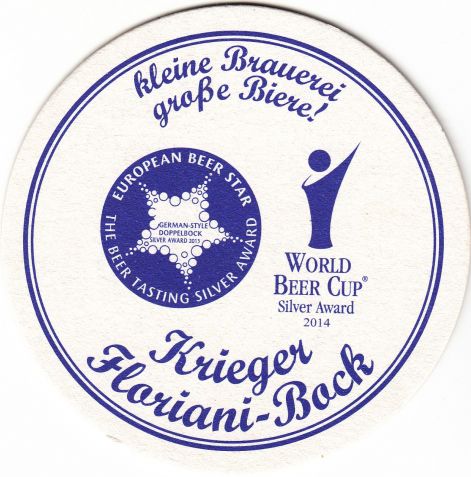 kleine Brauerei
große Biere!
EUROPEAN BEER STAR
GERMAN-STYLE
DOPPELBOCK
SILVER AWARD 2013
THE BEER TASTING SILVER AWARD
WORLD
BEER CUP®
Silver Award
2014
Krieger
Floriani-Bock